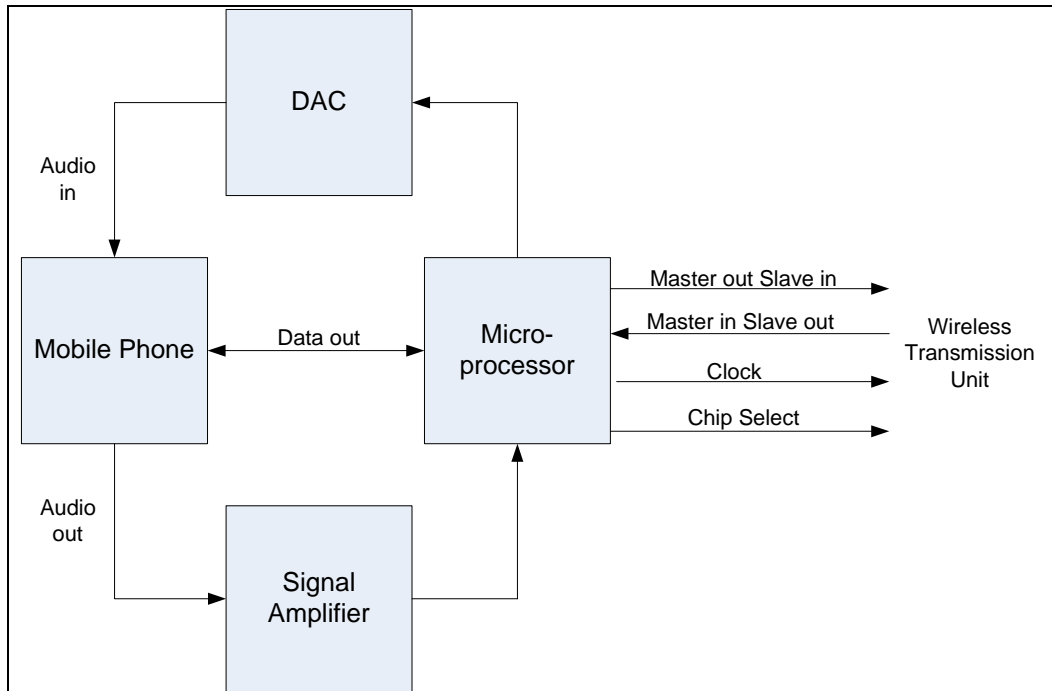 DAC
Audio
in
Mobile Phone
Data out
Micro-
processor
Master out Slave in
Master in Slave out
Clock
Chip Select
Wireless
Transmission
Unit
Audio
out
Signal
Amplifier